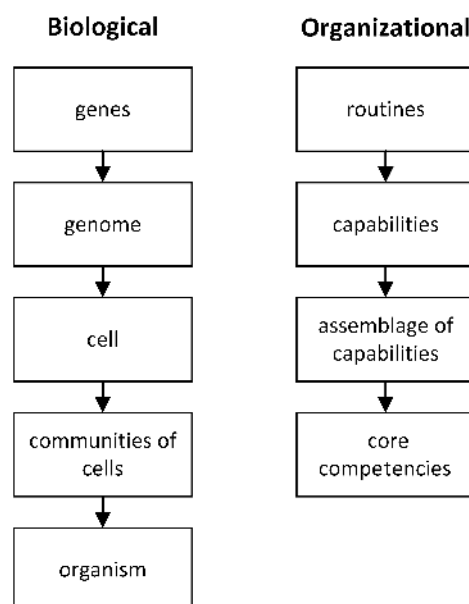 Biological
genes
genome
cell
communities of
cells
organism
Organizational
routines
capabilities
assemblage of
capabilities
core
competencies